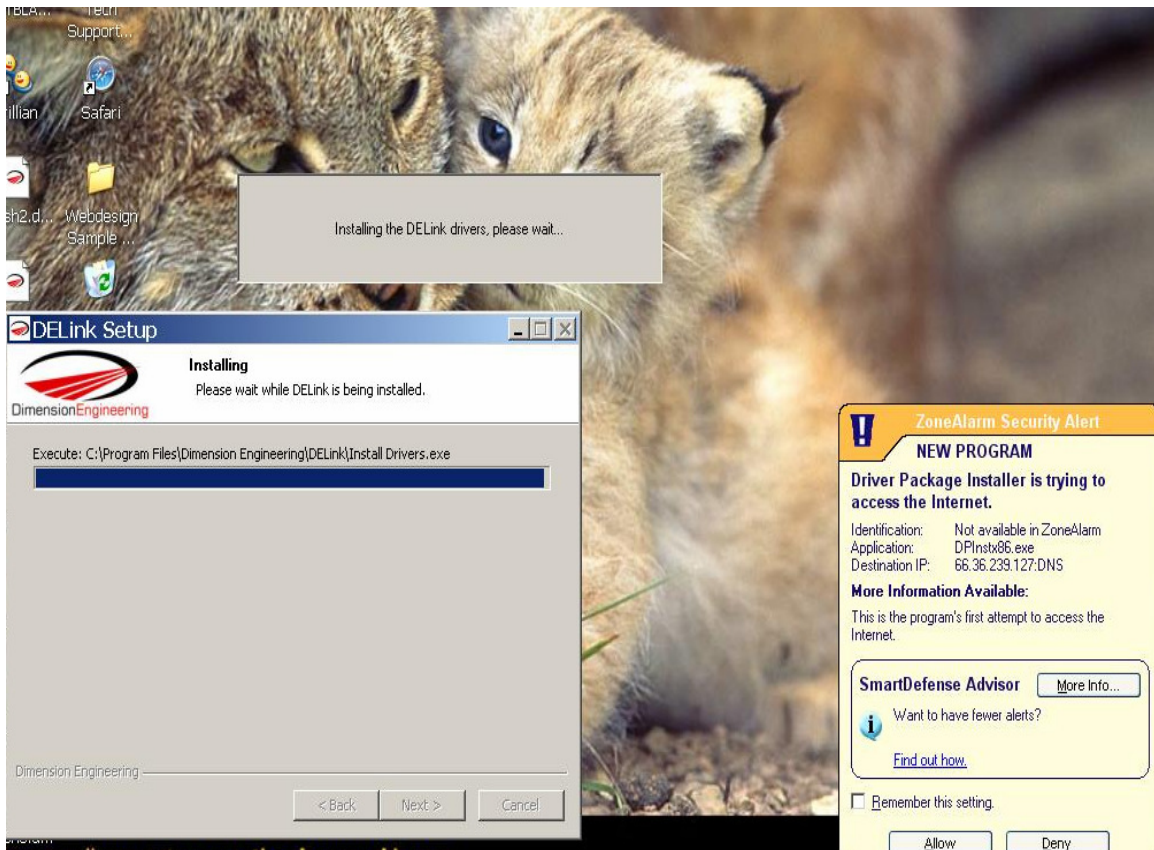 Tech
Support...
illian
Safari
sh2.d...
Webdesign
Sample ...
Installing the DELink drivers, please wait...
DELink Setup
DimensionEngineering
Installing
Please wait while DELink is being installed.
Execute: C:\Program Files\Dimension Engineering\DELink\Install Drivers.exe
Dimension Engineering
< Back
Next >
Cancel
ZoneAlarm Security Alert
NEW PROGRAM
Driver Package Installer is trying to
access the Internet.
Identification: Not available in ZoneAlarm
Application: DPInstx86.exe
Destination IP: 66.36.239.127:DNS
More Information Available:
This is the program's first attempt to access the
Internet.
SmartDefense Advisor
More Info...
Want to have fewer alerts?
Find out how.
Remember this setting.
Allow
Deny